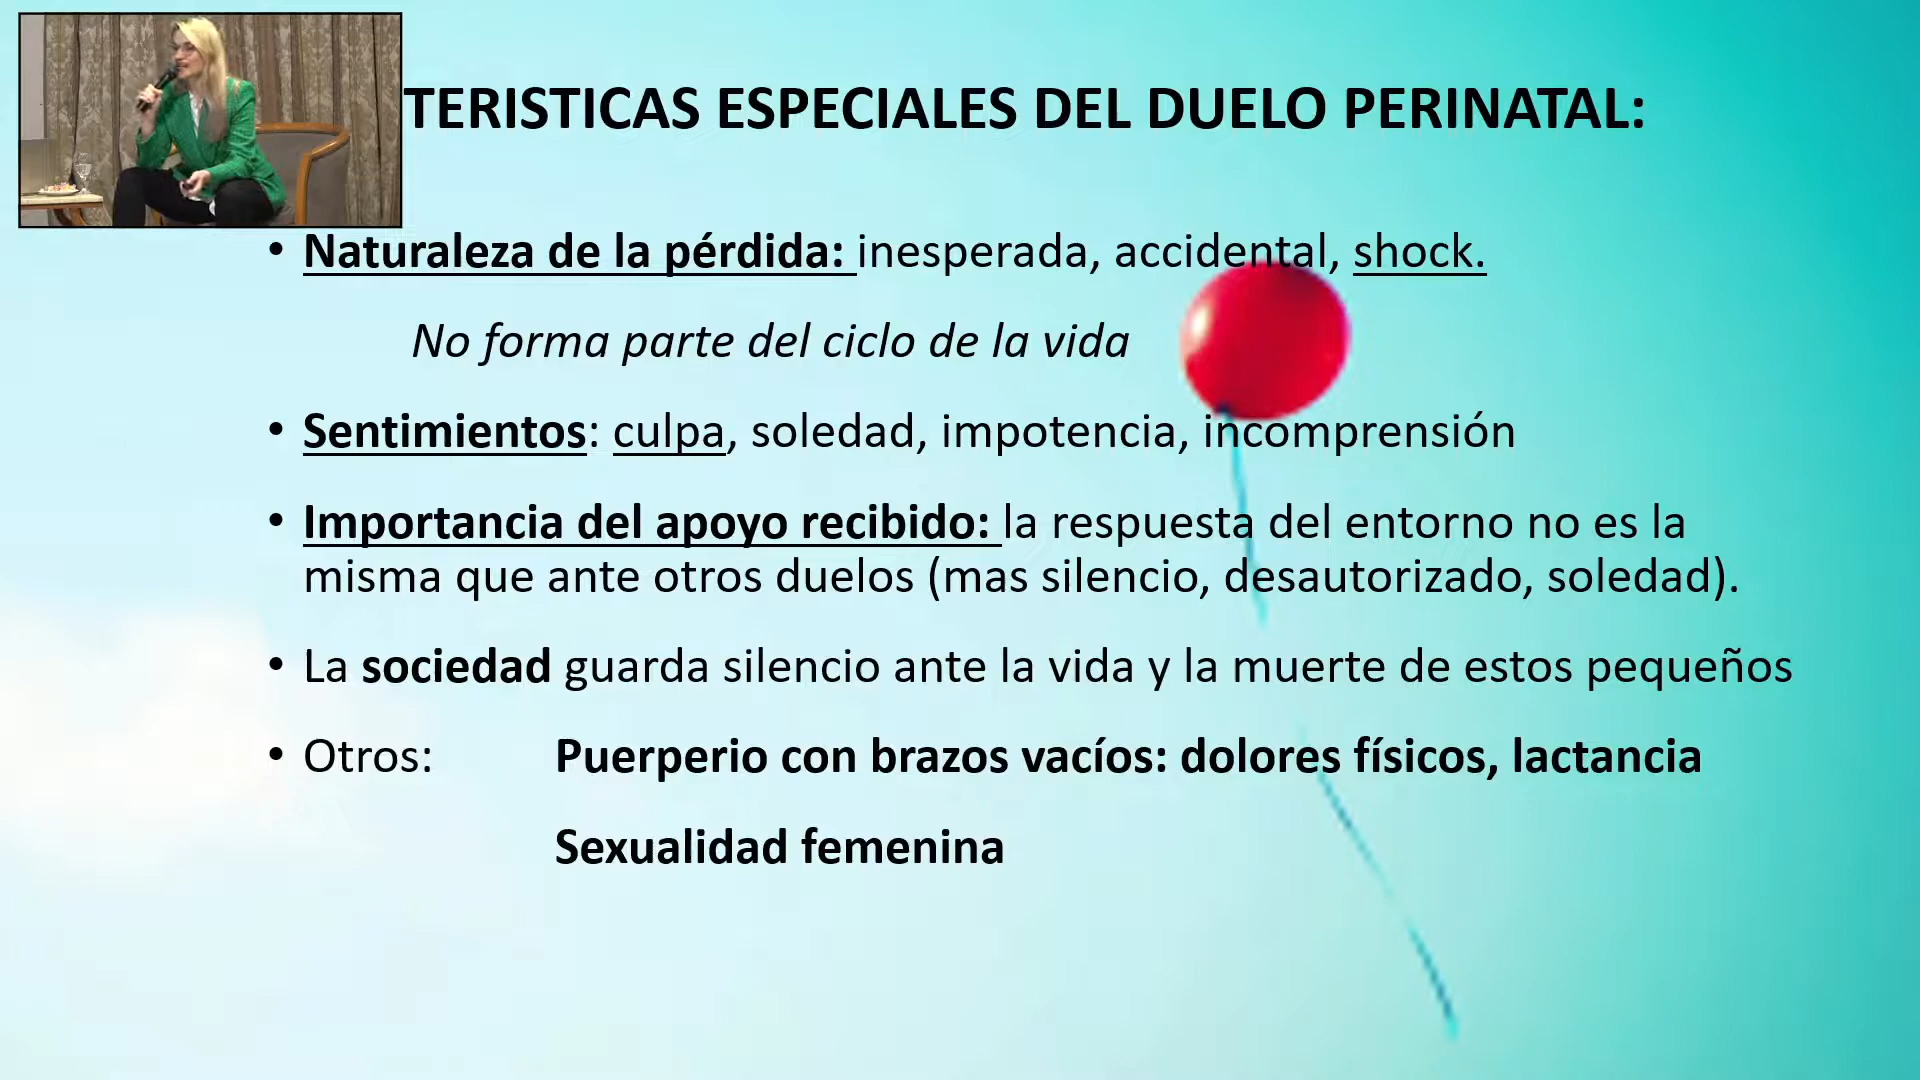 TERISTICAS ESPECIALES DEL DUELO PERINATAL:
• Naturaleza de la pérdida: inesperada, accidental, shock.
No forma parte del ciclo de la vida
• Sentimientos: culpa, soledad, impotencia, incomprensión
• Importancia del apoyo recibido: la respuesta del entorno no es la
misma que ante otros duelos (mas silencio, desautorizado, soledad).
• La sociedad guarda silencio ante la vida y la muerte de estos pequeños
• Otros: Puerperio con brazos vacíos: dolores físicos, lactancia
Sexualidad femenina